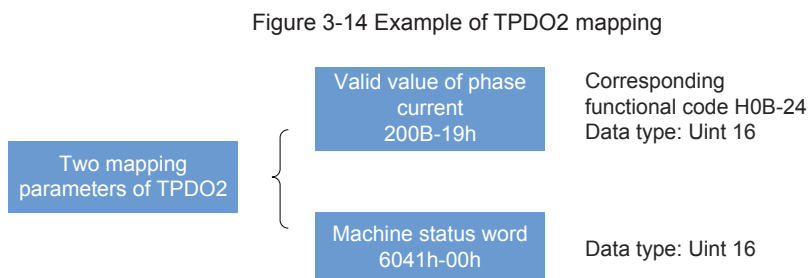 Figure 3-14 Example of TPDO2 mapping
Valid value of phase
current
200B-19h
Corresponding
functional code H0B-24
Data type: Uint 16
Two mapping
parameters of TPDO2
Machine status word
6041h-00h
Data type: Uint 16